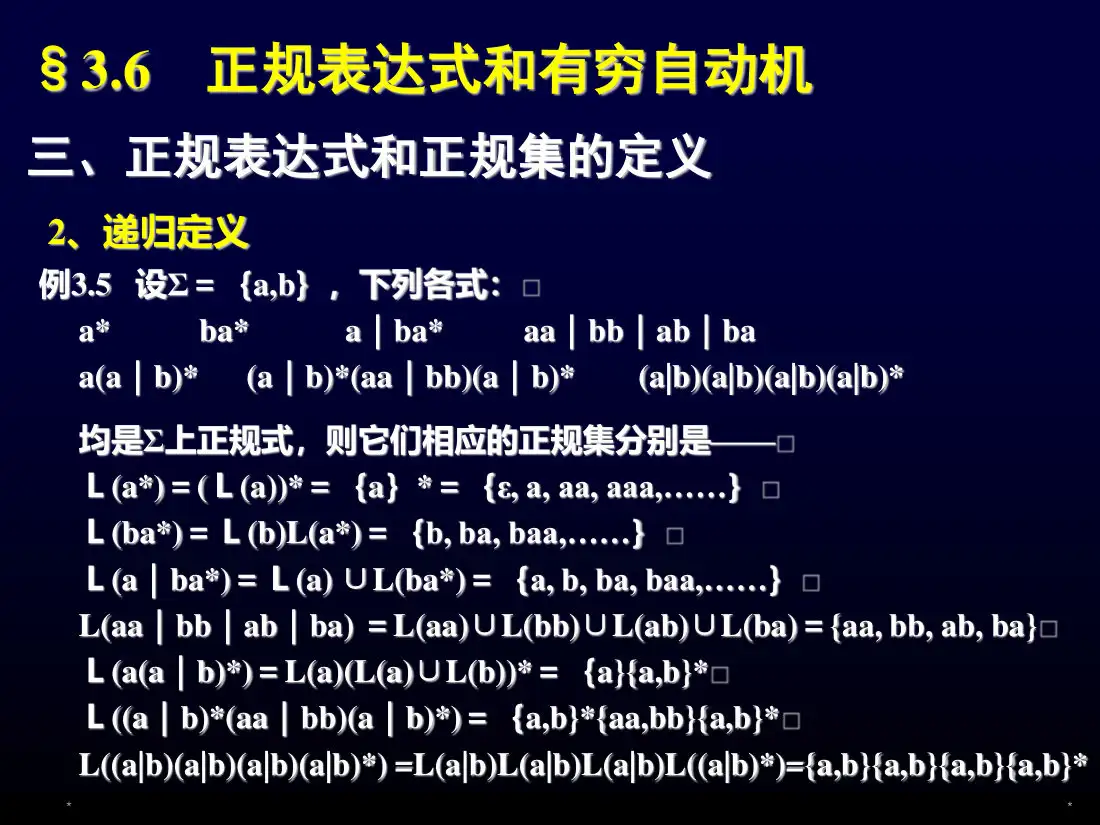 §3.6 正规表达式和有穷自动机
三、正规表达式和正规集的定义
2、递归定义
例3.5 设Σ＝｛a,b｝，下列各式：□
a* ba* a｜ba* aa｜bb｜ab｜ba
a(a｜b)* (a｜b)*(aa｜bb)(a｜b)* (a|b)(a|b)(a|b)(a|b)*
均是Σ上正规式，则它们相应的正规集分别是——□
Ｌ(a*)＝(Ｌ(a))*＝｛a｝*＝｛ε, a, aa, aaa,……｝□
Ｌ(ba*)＝Ｌ(b)L(a*)＝｛b, ba, baa,……｝□
Ｌ(a｜ba*)＝Ｌ(a)∪L(ba*)＝｛a, b, ba, baa,……｝□
L(aa｜bb｜ab｜ba)＝L(aa)∪L(bb)∪L(ab)∪L(ba)＝{aa, bb, ab, ba}□
Ｌ(a(a｜b)*)＝L(a)(L(a)∪L(b))*＝｛a}{a,b}*□
Ｌ((a｜b)*(aa｜bb)(a｜b)*)＝｛a,b}*{aa,bb}{a,b}*□
L((a|b)(a|b)(a|b)(a|b)*) =L(a|b)L(a|b)L(a|b)L((a|b)*)={a,b}{a,b}{a,b}{a,b}*
* *